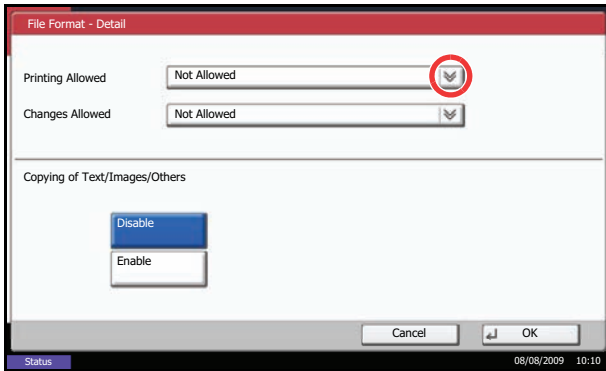 File Format - Detail
Printing Allowed Not Allowed
Changes Allowed Not Allowed
Copying of Text/Images/Others
Disable
Enable
Cancel OK
Status 08/08/2009 10:10